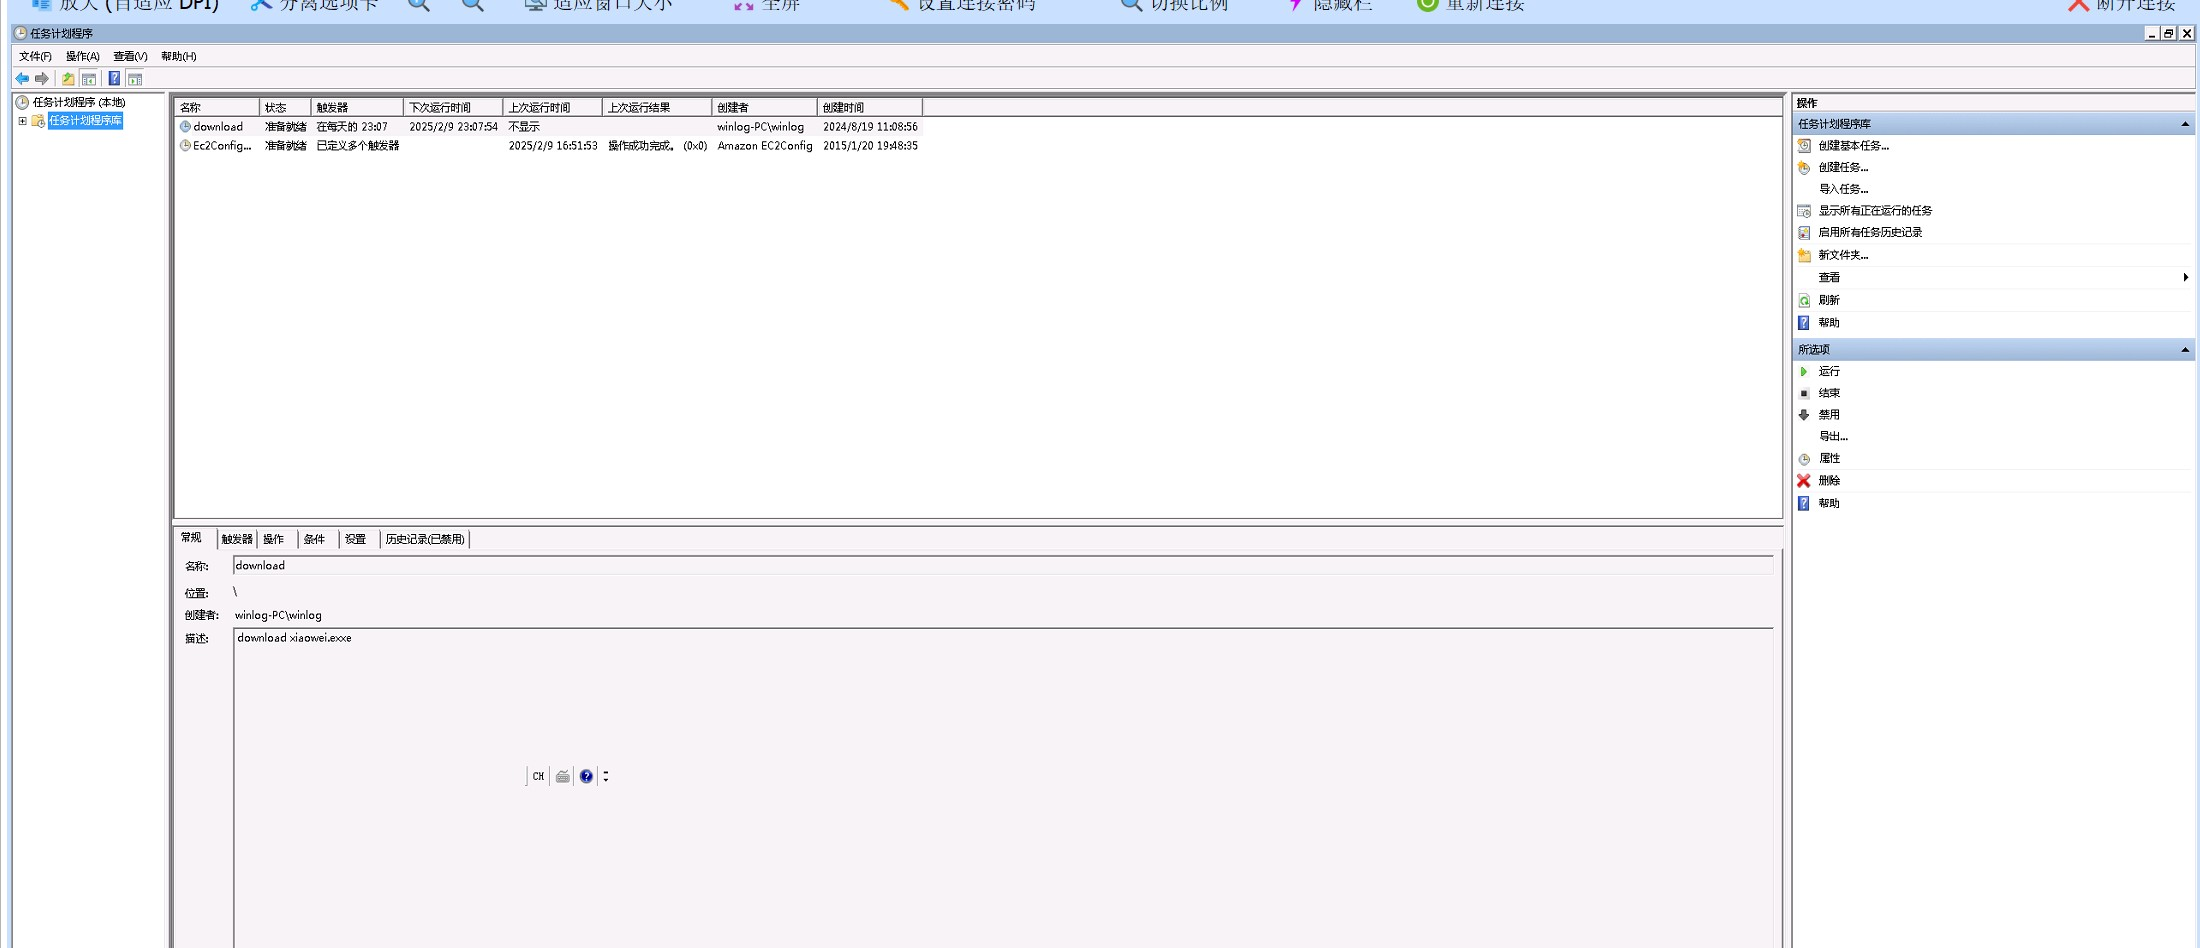 放大 (自适应 DPI) 分离选项卡 适应窗口大小 全屏 设置连接密码 切换比例 隐藏栏 重新连接 断开连接
任务计划程序
文件(F) 操作(A) 查看(V) 帮助(H)
任务计划程序 (本地)
任务计划程序库
名称 状态 触发器 下次运行时间 上次运行时间 上次运行结果 创建者 创建时间
download 准备就绪 在每天的 23:07 2025/2/9 23:07:54 不显示 winlog-PC\winlog 2024/8/19 11:08:56
Ec2Config... 准备就绪 已定义多个触发器 2025/2/9 16:51:53 操作成功完成。 (0x0) Amazon EC2Config 2015/1/20 19:48:35
常规 触发器 操作 条件 设置 历史记录(已禁用)
名称: download
位置: \
创建者: winlog-PC\winlog
描述: download xiaowei.exxe
CH
操作
任务计划程序库
创建基本任务...
创建任务...
导入任务...
显示所有正在运行的任务
启用所有任务历史记录
新文件夹...
查看
刷新
帮助
所选项
运行
结束
禁用
导出...
属性
删除
帮助